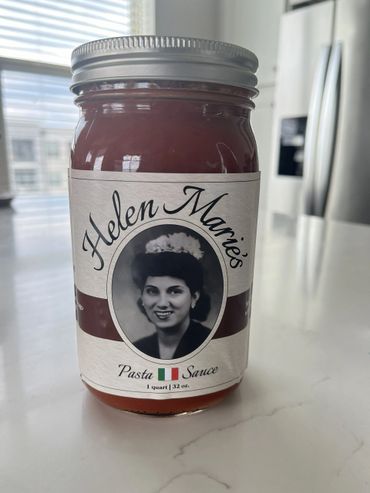 Helen Marie's
Pasta Sauce
1 quart | 32 oz.